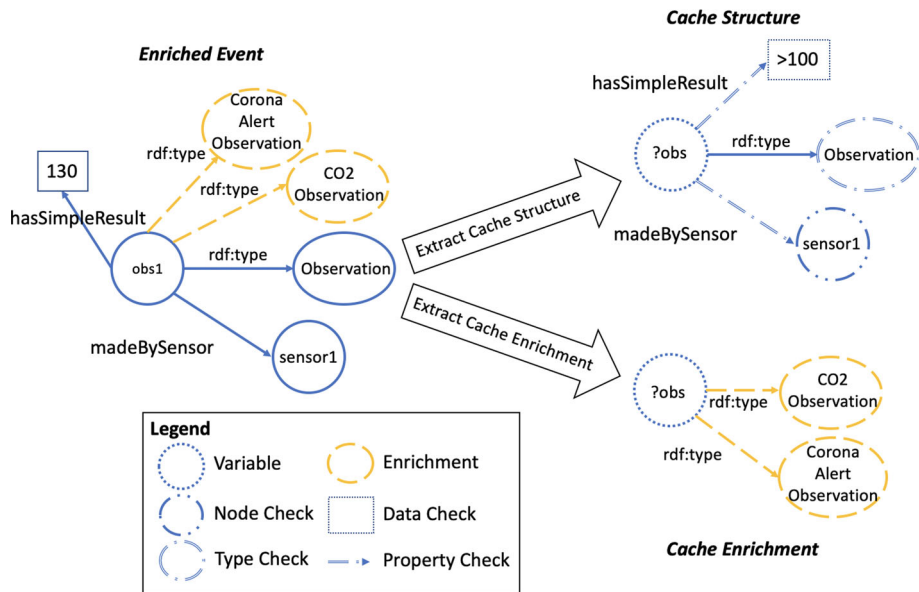 Enriched Event
Corona
Alert
Observation
rdf:type
CO2
Observation
rdf:type
130
hasSimpleResult
obs1
rdf:type
Observation
madeBySensor
sensor1
Extract Cache Structure
Extract Cache Enrichment
Cache Structure
>100
hasSimpleResult
?obs
rdf:type
Observation
madeBySensor
sensor1
?obs
rdf:type
CO2
Observation
rdf:type
Corona
Alert
Observation
Cache Enrichment
Legend
Variable
Enrichment
Node Check
Data Check
Type Check
Property Check